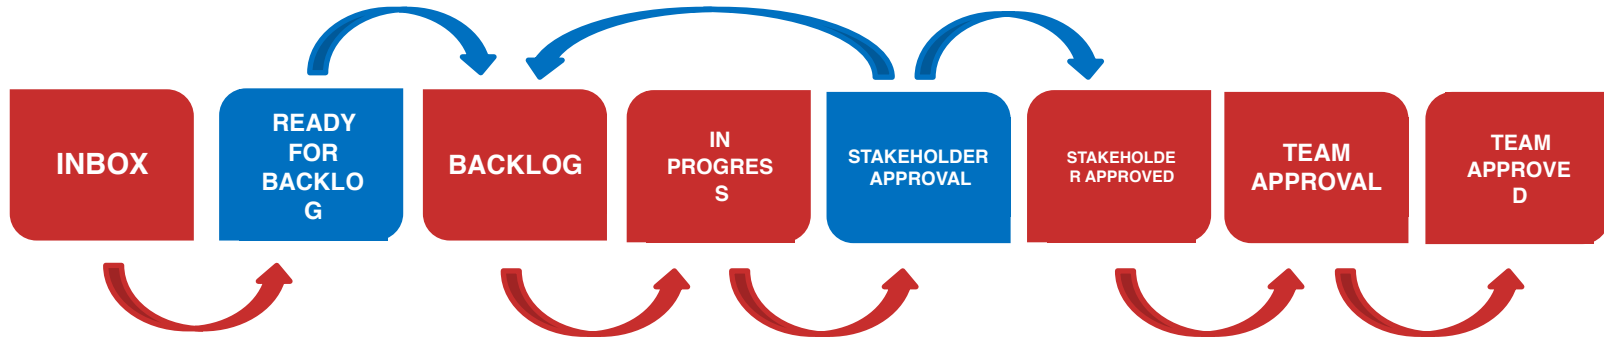 INBOX
READY
FOR
BACKLO
G
BACKLOG
IN
PROGRES
S
STAKEHOLDER
APPROVAL
STAKEHOLDE
R APPROVED
TEAM
APPROVAL
TEAM
APPROVE
D